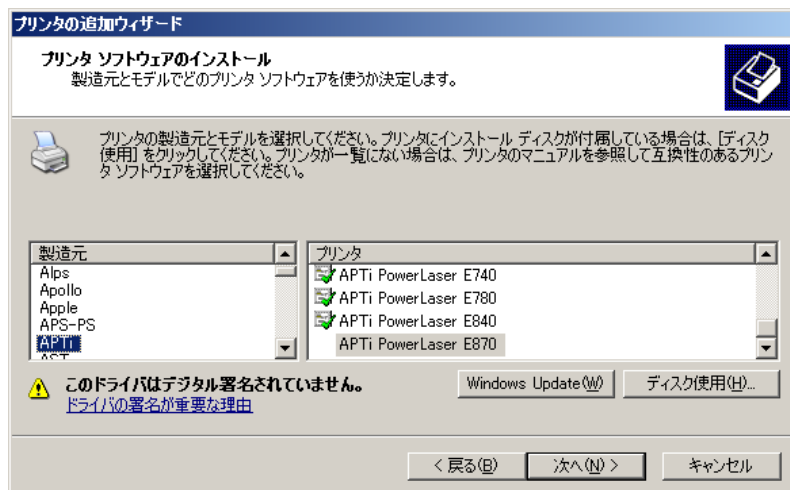 プリンタの追加ウィザード
プリンタ ソフトウェアのインストール
製造元とモデルでどのプリンタ ソフトウェアを使うか決定します。
プリンタの製造元とモデルを選択してください。プリンタにインストール ディスクが付属している場合は、[ディスク
使用] をクリックしてください。プリンタが一覧にない場合は、プリンタのマニュアルを参照して互換性のあるプリン
タ ソフトウェアを選択してください。
製造元
Alps
Apollo
Apple
APS-PS
APTi
AST
プリンタ
APTi PowerLaser E740
APTi PowerLaser E780
APTi PowerLaser E840
APTi PowerLaser E870
このドライバはデジタル署名されていません。
ドライバの署名が重要な理由
Windows Update(W)
ディスク使用(H)...
< 戻る(B)
次へ(N) >
キャンセル